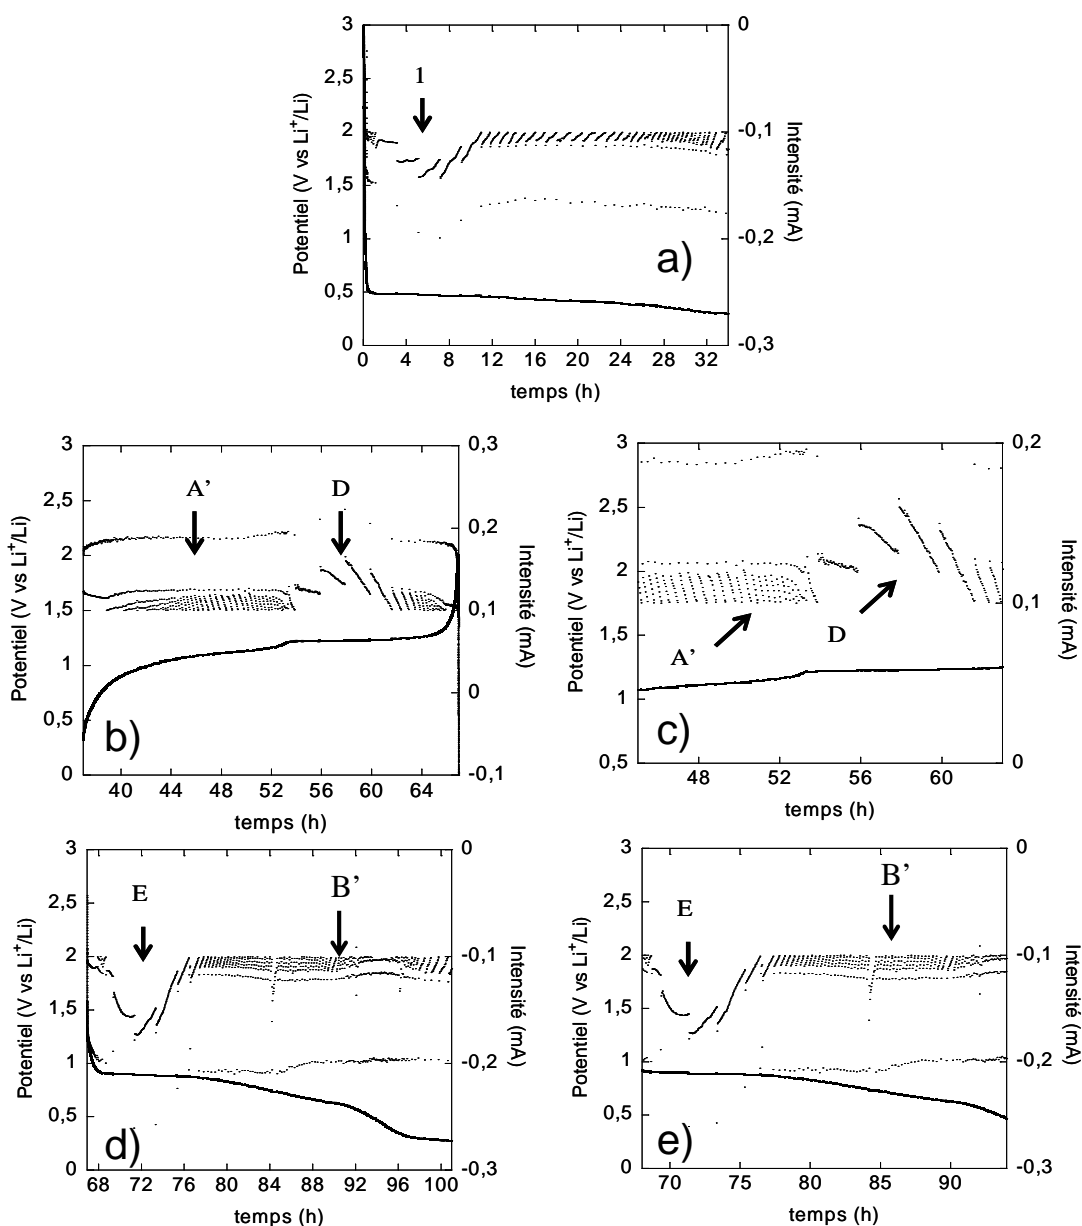 3
2,5
2
1,5
1
0,5
0
0
-0,1
-0,2
-0,3
0 4 8 12 16 20 24 28 32
Potentiel (V vs Li⁺/Li)
Intensité (mA)
temps (h)
1
a)
3
2,5
2
1,5
1
0,5
0
0,3
0,2
0,1
0
-0,1
40 44 48 52 56 60 64
Potentiel (V vs Li⁺/Li)
Intensité (mA)
temps (h)
A’
D
b)
3
2,5
2
1,5
1
0,5
0,2
0,1
0
48 52 56 60
Potentiel (V vs Li⁺/Li)
Intensité (mA)
temps (h)
A’
D
c)
3
2,5
2
1,5
1
0,5
0
0
-0,1
-0,2
-0,3
68 72 76 80 84 88 92 96 100
Potentiel (V vs Li⁺/Li)
Intensité (mA)
temps (h)
E
B’
d)
3
2,5
2
1,5
1
0,5
0
0
-0,1
-0,2
-0,3
70 75 80 85 90
Potentiel (V vs Li⁺/Li)
Intensité (mA)
temps (h)
E
B’
e)